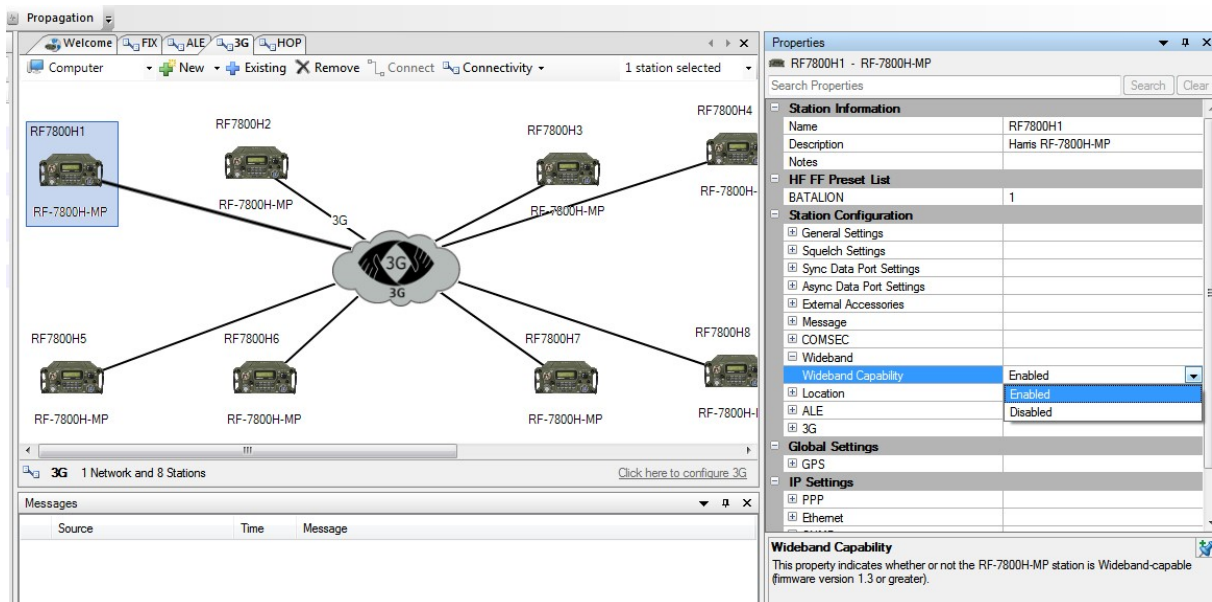 Propagation
Welcome FIX ALE 3G HOP
Computer New Existing Remove Connect Connectivity 1 station selected
RF7800H1
RF-7800H-MP
RF7800H2
RF-7800H-MP
RF7800H3
RF-7800H-MP
RF7800H4
RF-7800H-
3G
3G
3G
RF7800H5
RF-7800H-MP
RF7800H6
RF-7800H-MP
RF7800H7
RF-7800H-MP
RF7800H8
RF-7800H-
3G 1 Network and 8 Stations Click here to configure 3G
Messages
Source Time Message
Properties
RF7800H1 - RF-7800H-MP
Search Properties Search Clear
Station Information
Name RF7800H1
Description Harris RF-7800H-MP
Notes
HF FF Preset List
BATALION 1
Station Configuration
General Settings
Squelch Settings
Sync Data Port Settings
Async Data Port Settings
External Accessories
Message
COMSEC
Wideband
Wideband Capability Enabled
Location Enabled
ALE Disabled
3G
Global Settings
GPS
IP Settings
PPP
Ethernet
Wideband Capability
This property indicates whether or not the RF-7800H-MP station is Wideband-capable
(firmware version 1.3 or greater).